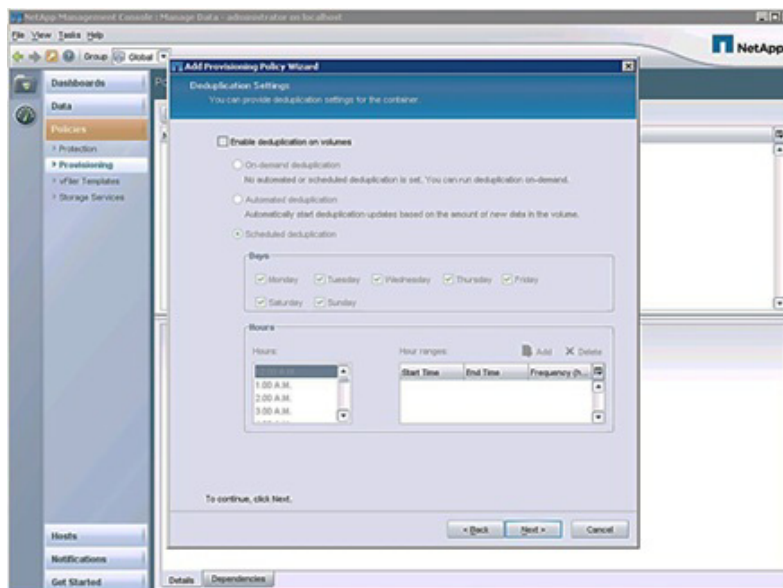 NetApp Management Console : Manage Data - administrator on localhost
File View Tasks Help
Group Global
NetApp
Dashboards
Data
Policies
Protection
Provisioning
vFiler Templates
Storage Services
Hosts
Notifications
Get Started
Add Provisioning Policy Wizard
Deduplication Settings
You can provide deduplication settings for the container.
Enable deduplication on volumes
On-demand deduplication
No automated or scheduled deduplication is set. You can run deduplication on-demand.
Automated deduplication
Automatically start deduplication updates based on the amount of new data in the volume.
Scheduled deduplication
Days
Monday Tuesday Wednesday Thursday Friday
Saturday Sunday
Hours
Hours: Hour ranges: Add Delete
12:00 A.M. Start Time End Time Frequency (h...
1:00 A.M.
2:00 A.M.
3:00 A.M.
To continue, click Next.
< Back Next > Cancel
Details Dependencies